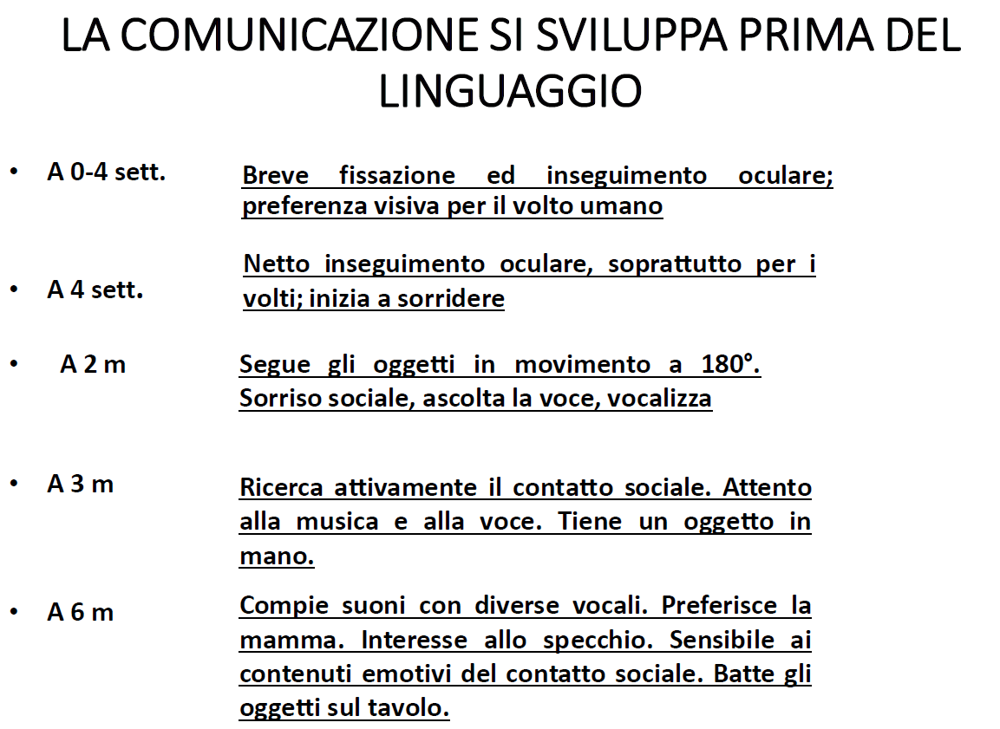 LA COMUNICAZIONE SI SVILUPPA PRIMA DEL
LINGUAGGIO
• A 0-4 sett.
Breve fissazione ed inseguimento oculare;
preferenza visiva per il volto umano
• A 4 sett.
Netto inseguimento oculare, soprattutto per i
volti; inizia a sorridere
• A 2 m
Segue gli oggetti in movimento a 180°.
Sorriso sociale, ascolta la voce, vocalizza
• A 3 m
Ricerca attivamente il contatto sociale. Attento
alla musica e alla voce. Tiene un oggetto in
mano.
• A 6 m
Compie suoni con diverse vocali. Preferisce la
mamma. Interesse allo specchio. Sensibile ai
contenuti emotivi del contatto sociale. Batte gli
oggetti sul tavolo.